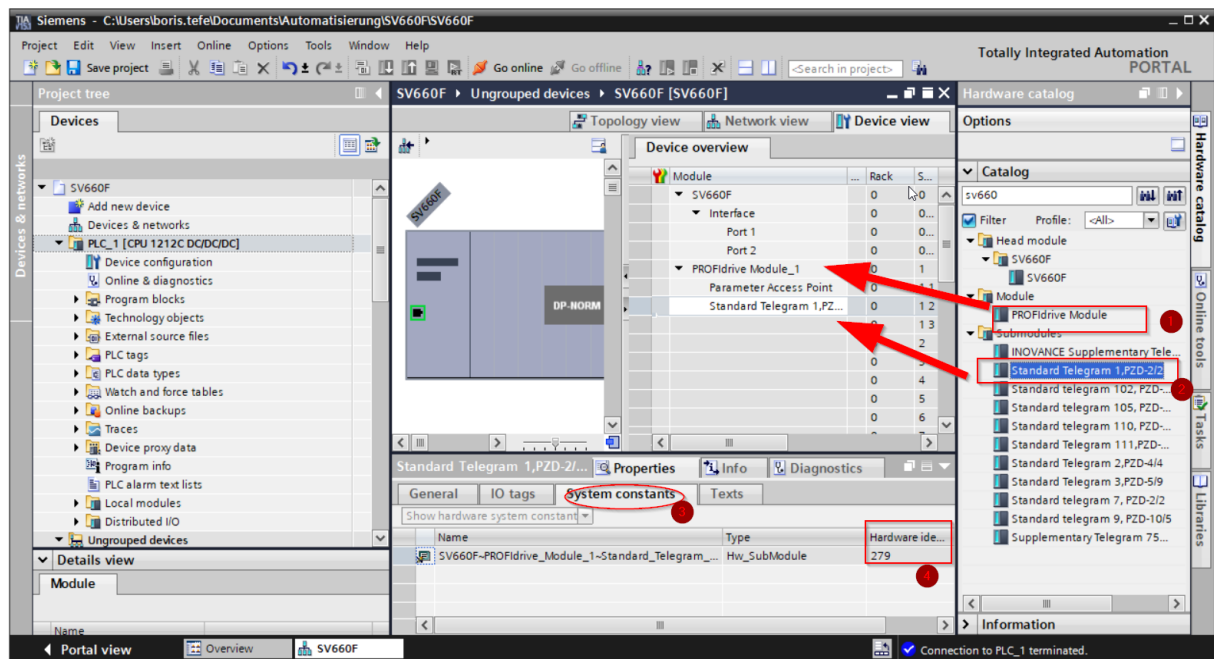 Siemens - C:\Users\boris.tefe\Documents\Automatisierung\SV660F\SV660F
Project Edit View Insert Online Options Tools Window Help
Totally Integrated Automation
PORTAL
Save project Go online Go offline <Search in project>
Project tree
Devices
Devices & networks
SV660F
Add new device
Devices & networks
PLC_1 [CPU 1212C DC/DC/DC]
Device configuration
Online & diagnostics
Program blocks
Technology objects
External source files
PLC tags
PLC data types
Watch and force tables
Online backups
Traces
Device proxy data
Program info
PLC alarm text lists
Local modules
Distributed I/O
Ungrouped devices
Details view
Module
Name
SV660F Ungrouped devices SV660F [SV660F]
Topology view Network view Device view
SV660F
DP-NORM
Device overview
Module ... Rack S...
SV660F 0 0
Interface 0 0...
Port 1 0 0...
Port 2 0 0...
PROFIdrive Module_1 0 1
Parameter Access Point 0 1 1
Standard Telegram 1,PZ... 0 1 2
0 1 3
2
0
0 4
0 5
0 6
Standard Telegram 1,PZD-2/... Properties Info Diagnostics
General IO tags System constants Texts
3
Show hardware system constant
Name Type Hardware ide...
SV660F~PROFIdrive_Module_1~Standard_Telegram_... Hw_SubModule 279
4
Hardware catalog
Options
Catalog
sv660
Filter Profile: <All>
Head module
SV660F
SV660F
Module
PROFIdrive Module
1
Submodules
INOVANCE Supplementary Tele...
Standard Telegram 1,PZD-2/2
2
Standard telegram 102, PZD-...
Standard telegram 105, PZD-...
Standard telegram 110, PZD-...
Standard Telegram 111,PZD-...
Standard Telegram 2,PZD-4/4
Standard Telegram 3,PZD-5/9
Standard telegram 7, PZD-2/2
Standard telegram 9, PZD-10/5
Supplementary Telegram 75...
Information
Hardware catalog
Online tools
Tasks
Libraries
Portal view Overview SV660F
Connection to PLC_1 terminated.